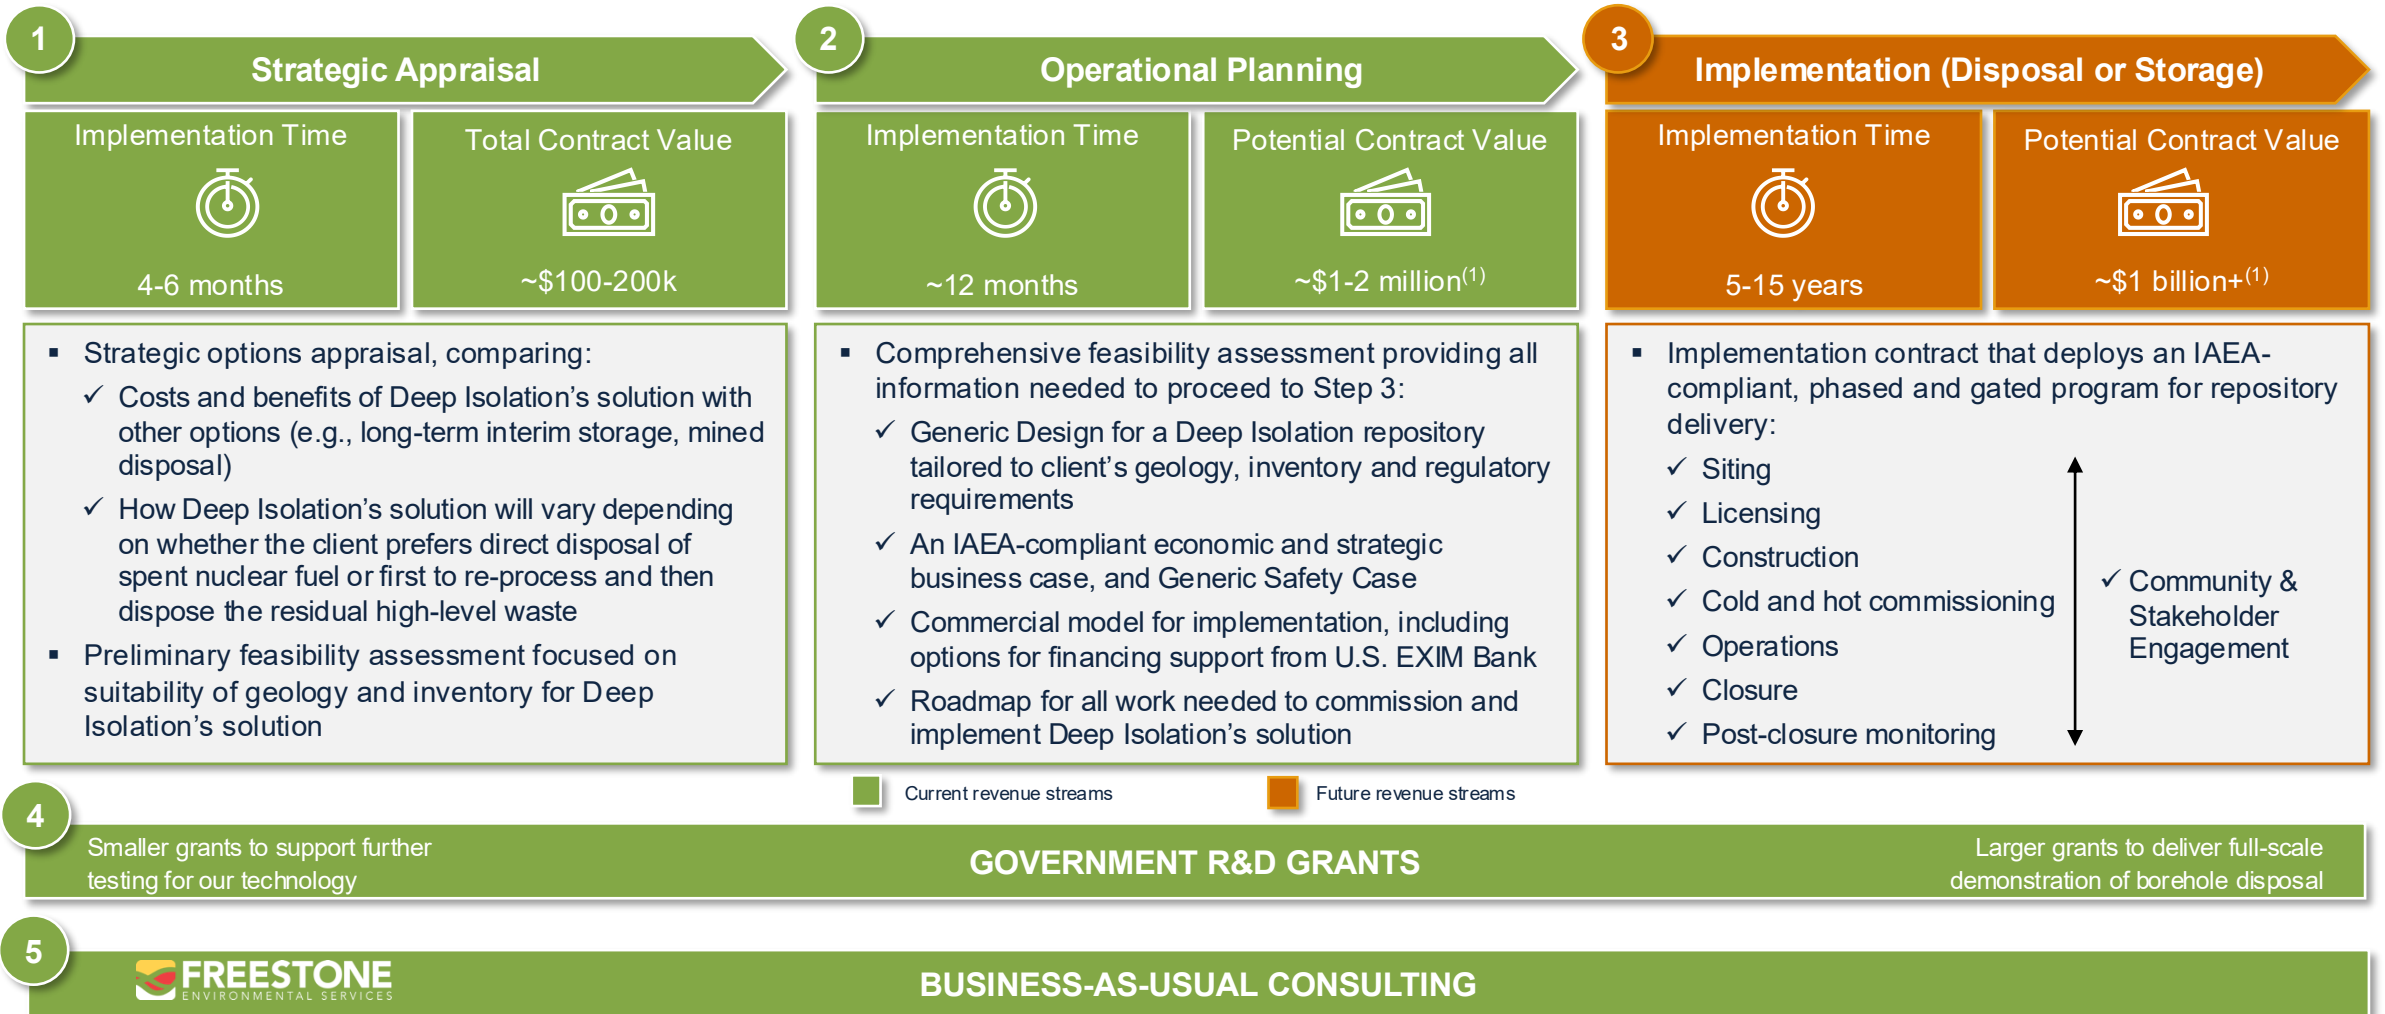 1
Strategic Appraisal
Implementation Time
4-6 months
Total Contract Value
~$100-200k
▪ Strategic options appraisal, comparing:
✓ Costs and benefits of Deep Isolation’s solution with
other options (e.g., long-term interim storage, mined
disposal)
✓ How Deep Isolation’s solution will vary depending
on whether the client prefers direct disposal of
spent nuclear fuel or first to re-process and then
dispose the residual high-level waste
▪ Preliminary feasibility assessment focused on
suitability of geology and inventory for Deep
Isolation’s solution
2
Operational Planning
Implementation Time
~12 months
Potential Contract Value
~$1-2 million(1)
▪ Comprehensive feasibility assessment providing all
information needed to proceed to Step 3:
✓ Generic Design for a Deep Isolation repository
tailored to client’s geology, inventory and regulatory
requirements
✓ An IAEA-compliant economic and strategic
business case, and Generic Safety Case
✓ Commercial model for implementation, including
options for financing support from U.S. EXIM Bank
✓ Roadmap for all work needed to commission and
implement Deep Isolation’s solution
3
Implementation (Disposal or Storage)
Implementation Time
5-15 years
Potential Contract Value
~$1 billion+(1)
▪ Implementation contract that deploys an IAEA-
compliant, phased and gated program for repository
delivery:
✓ Siting
✓ Licensing
✓ Construction
✓ Cold and hot commissioning
✓ Operations
✓ Closure
✓ Post-closure monitoring
✓ Community &
Stakeholder
Engagement
Current revenue streams
Future revenue streams
4
Smaller grants to support further
testing for our technology
GOVERNMENT R&D GRANTS
Larger grants to deliver full-scale
demonstration of borehole disposal
5
FREESTONE
ENVIRONMENTAL SERVICES
BUSINESS-AS-USUAL CONSULTING